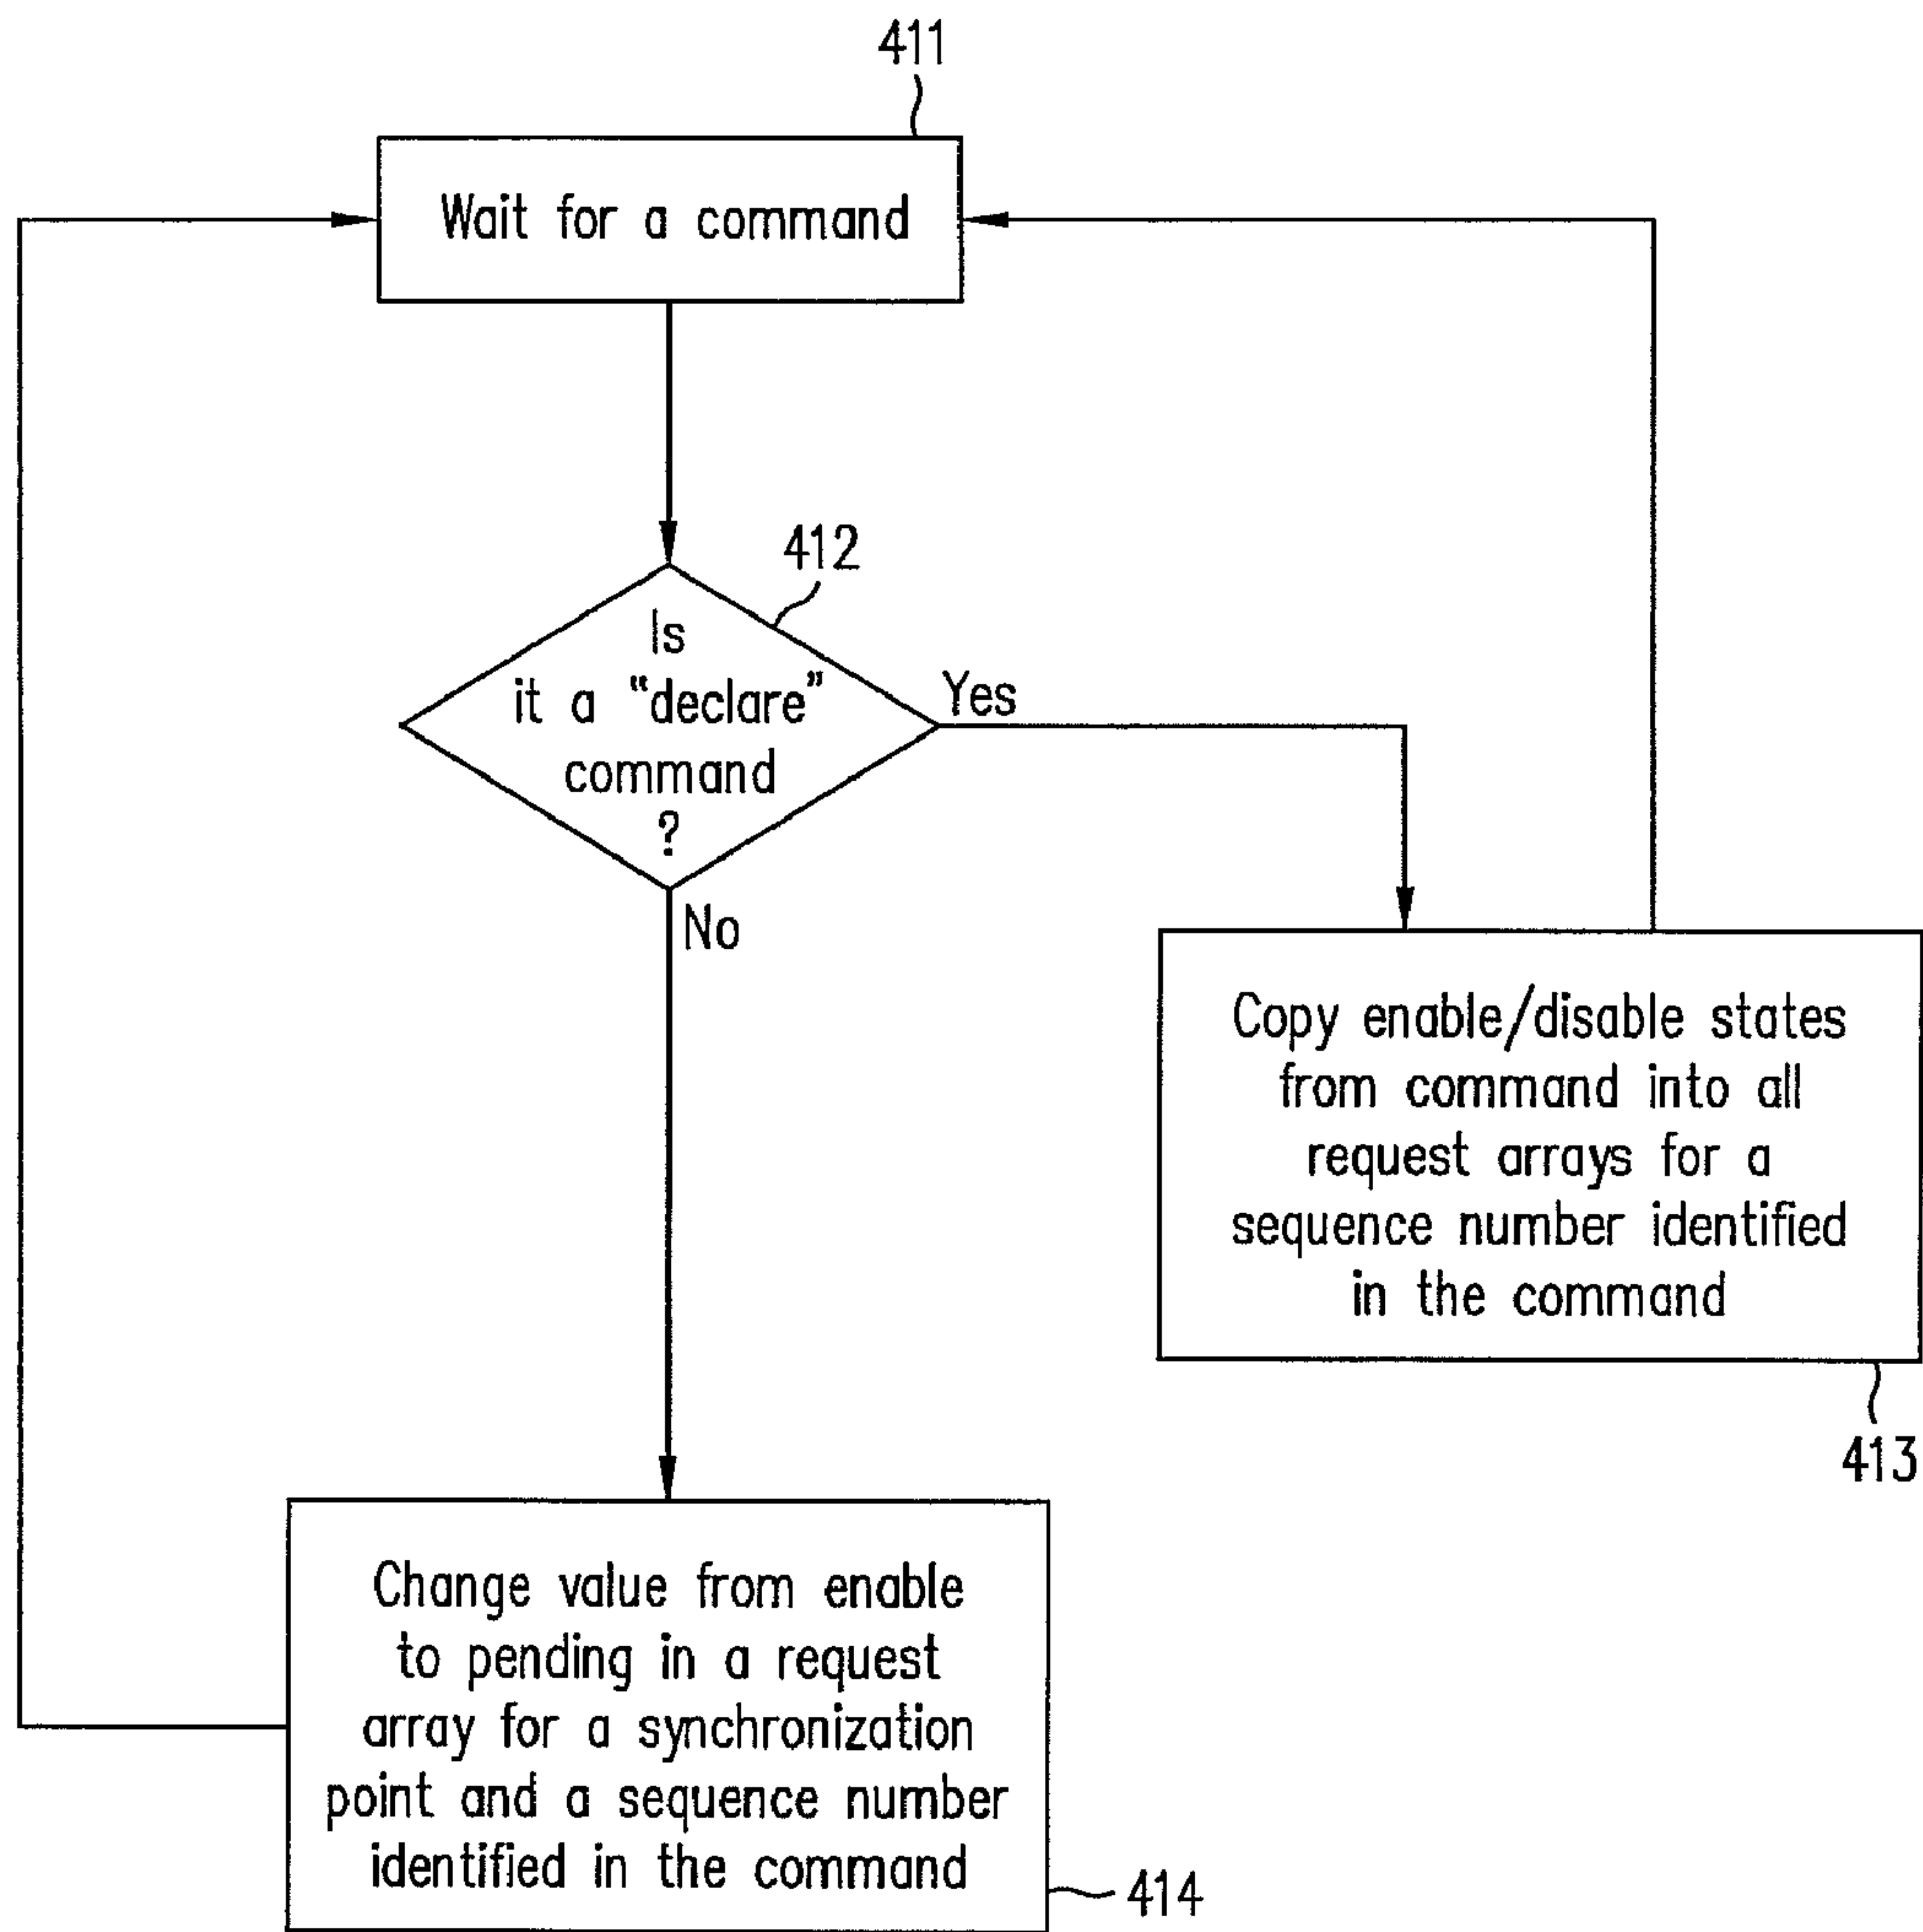 411
Wait for a command
412
Is
it a "declare"
command
?
Yes
No
Copy enable/disable states
from command into all
request arrays for a
sequence number identified
in the command
413
Change value from enable
to pending in a request
array for a synchronization
point and a sequence number
identified in the command
414